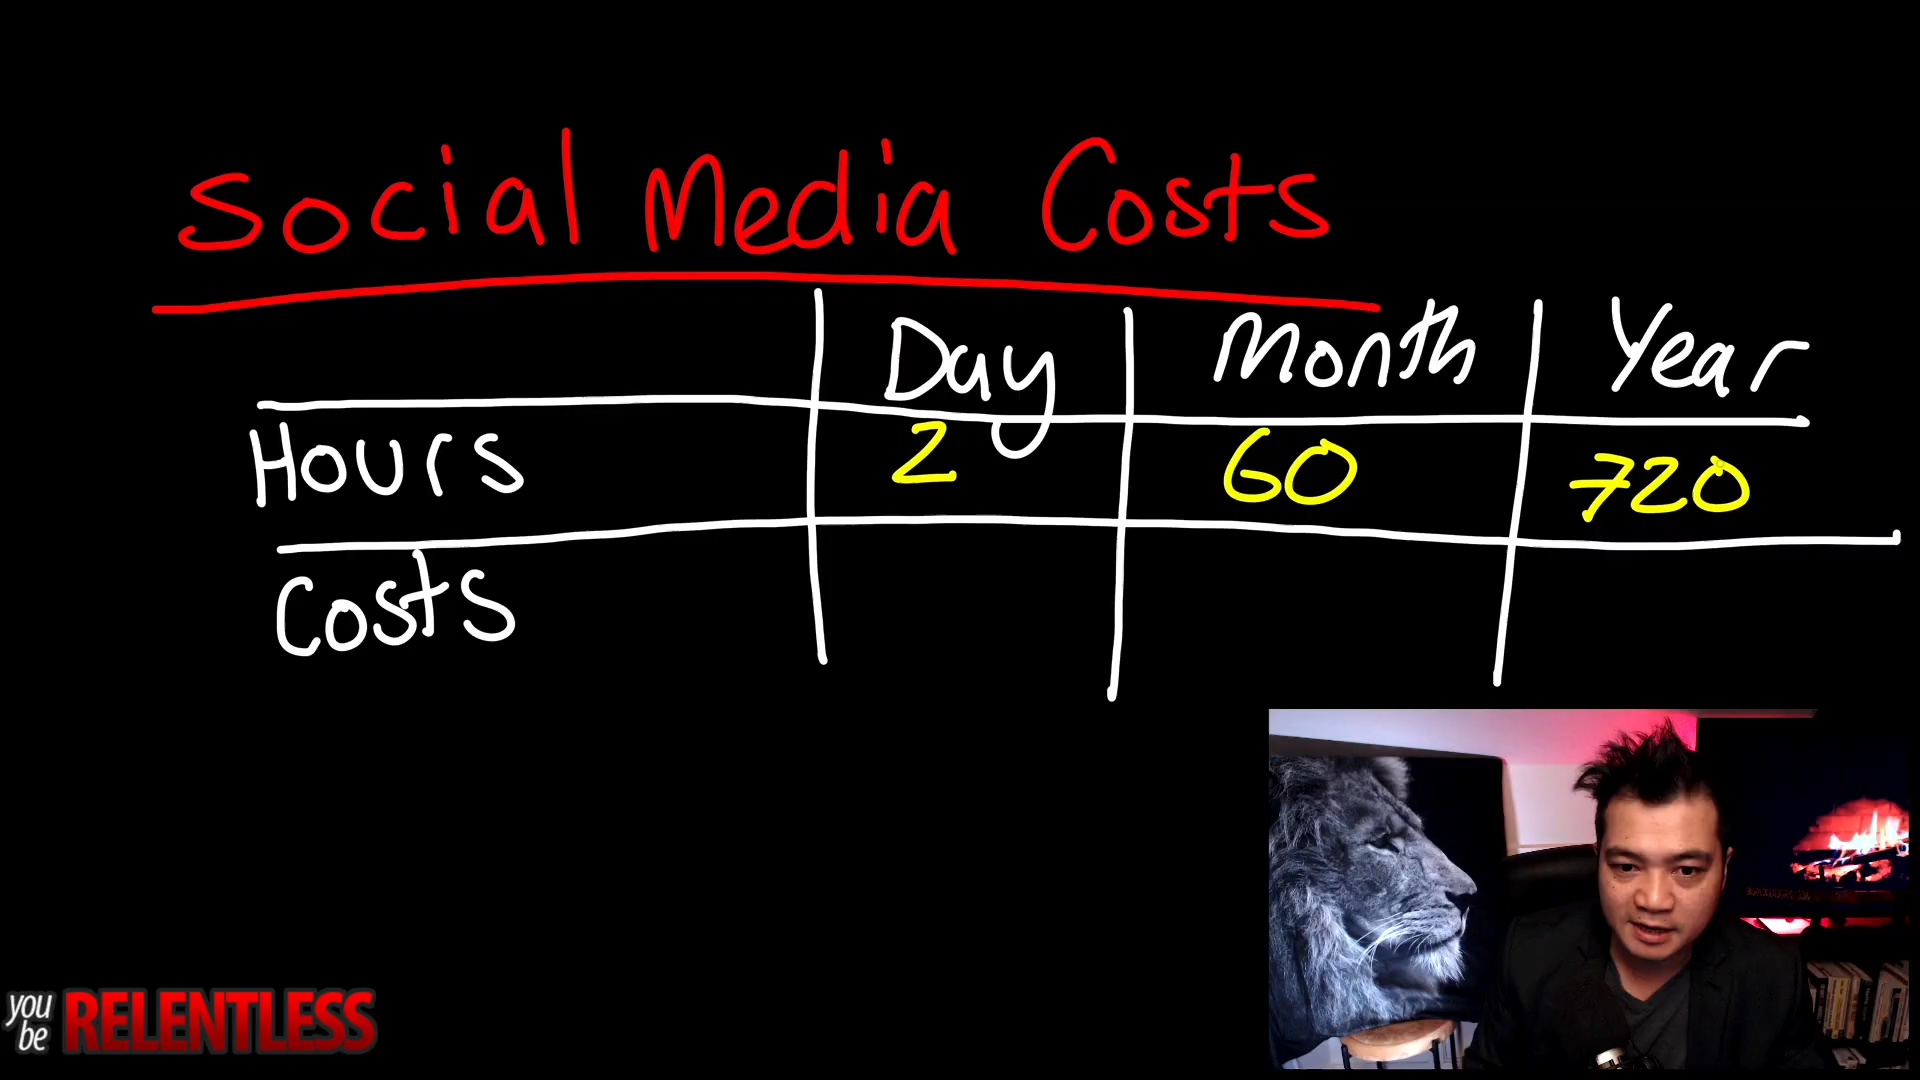 Social Media Costs
Day Month Year
Hours 2 60 720
Costs
you be RELENTLESS